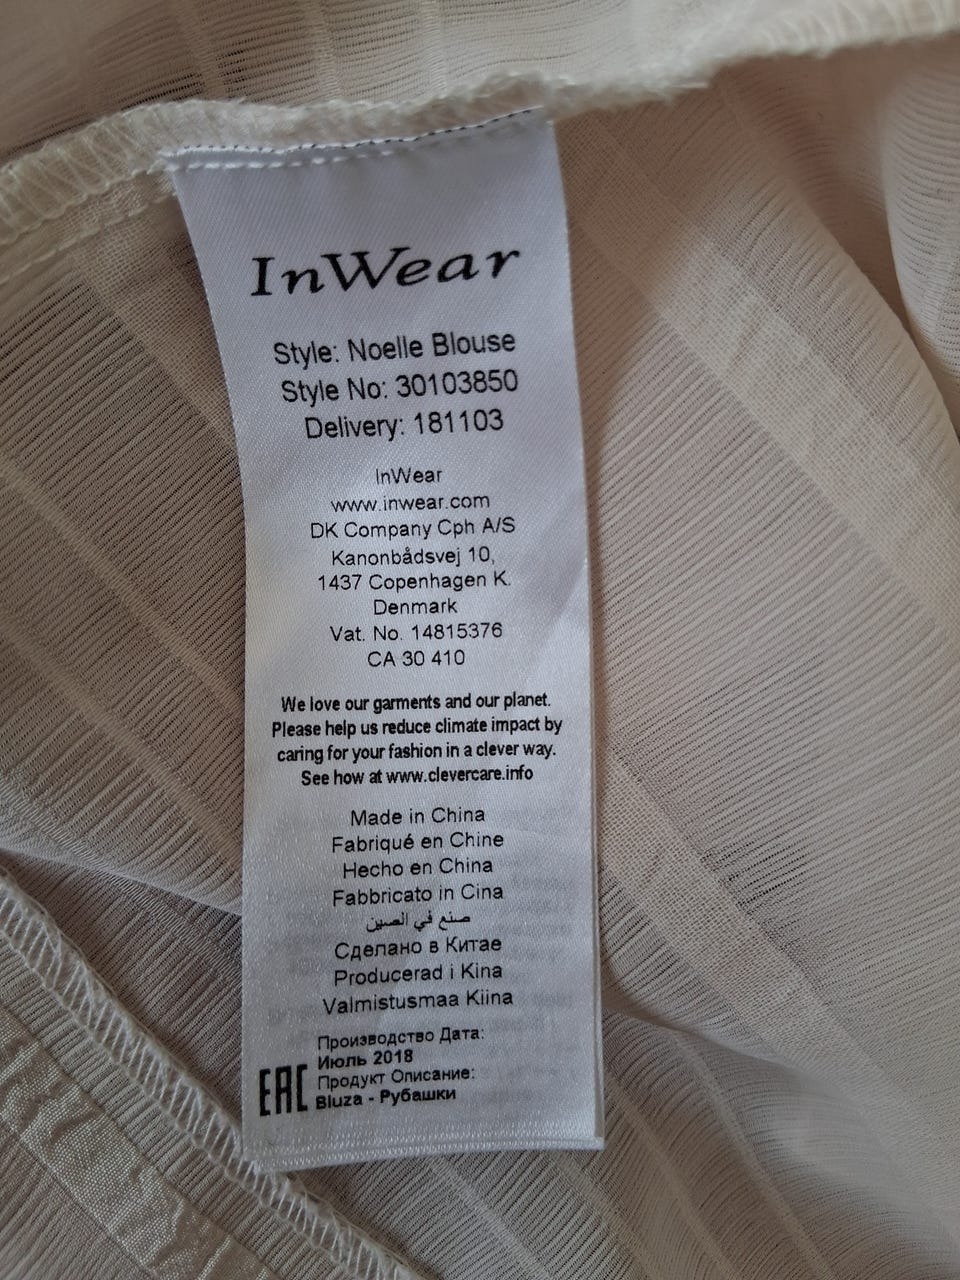 InWear
Style: Noelle Blouse
Style No: 30103850
Delivery: 181103
InWear
www.inwear.com
DK Company Cph A/S
Kanonbådsvej 10,
1437 Copenhagen K.
Denmark
Vat. No. 14815376
CA 30 410
We love our garments and our planet.
Please help us reduce climate impact by
caring for your fashion in a clever way.
See how at www.clevercare.info
Made in China
Fabriqué en Chine
Hecho en China
Fabbricato in Cina
صنع في الصين
Сделано в Китае
Producerad i Kina
Valmistusmaa Kiina
Производство Дата:
Июль 2018
EAC Продукт Описание:
Bluza - Рубашки